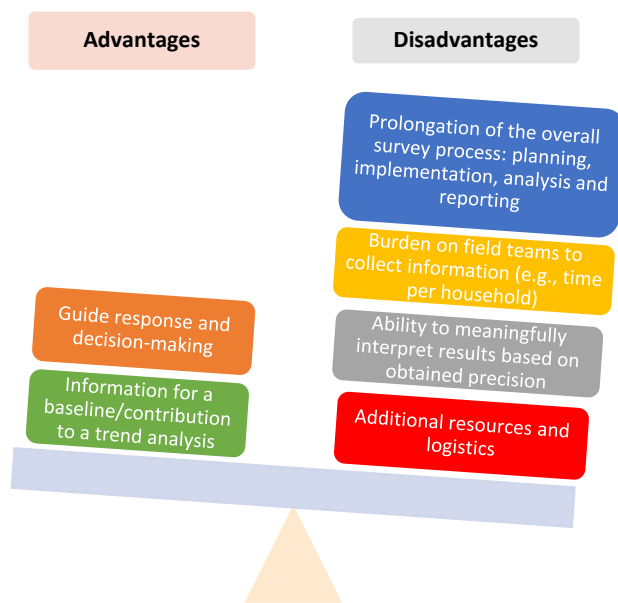 Advantages
Disadvantages
Prolongation of the overall
survey process: planning,
implementation, analysis and
reporting
Burden on field teams to
collect information (e.g., time
per household)
Guide response and
decision-making
Ability to meaningfully
interpret results based on
obtained precision
Information for a
baseline/contribution
to a trend analysis
Additional resources and
logistics